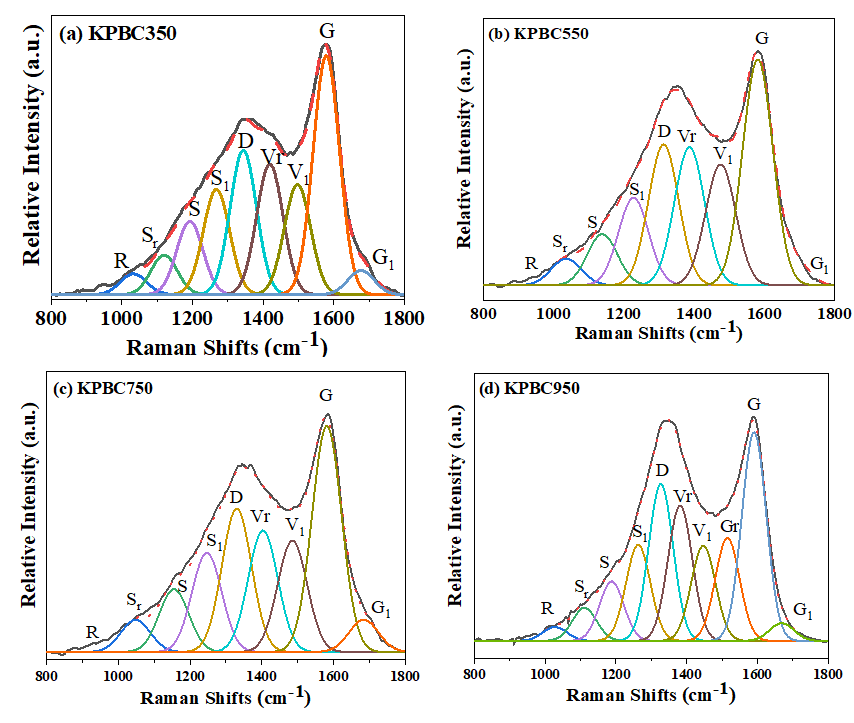 (a) KPBC350
Relative Intensity (a.u.)
R
Sr
S
S1
D
Vr
V1
G
G1
800 1000 1200 1400 1600 1800
Raman Shifts (cm-1)
(b) KPBC550
Relative Intensity (a.u.)
R
Sr
S
S1
D
Vr
V1
G
G1
800 1000 1200 1400 1600 1800
Raman Shifts (cm-1)
(c) KPBC750
Relative Intensity (a.u.)
R
Sr
S
S1
D
Vr
V1
G
G1
800 1000 1200 1400 1600 1800
Raman Shifts (cm-1)
(d) KPBC950
Relative Intensity (a.u.)
R
Sr
S
S1
D
Vr
V1
Gr
G
G1
800 1000 1200 1400 1600 1800
Raman Shifts (cm-1)